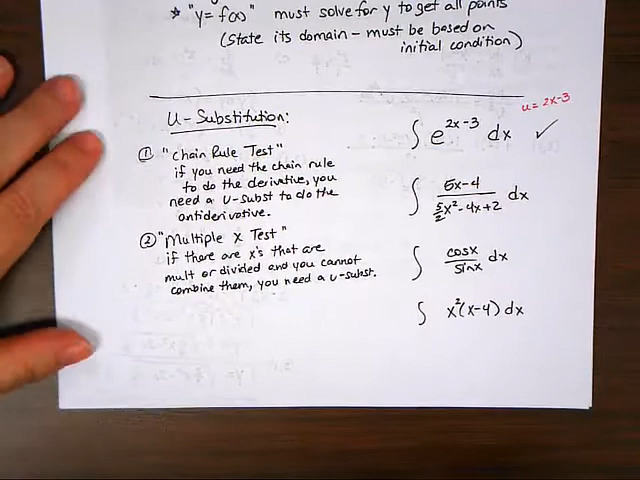 * "y = f(x)" must solve for y to get all points
(State its domain - must be based on
initial condition)
U-Substitution:
① "Chain Rule Test"
if you need the chain rule
to do the derivative, you
need a U-subst to do the
antiderivative.
② "Multiple X Test"
if there are x's that are
mult or divided and you cannot
combine them, you need a U-subst.
u = 2x-3
∫ e^(2x-3) dx ✓
∫ (5x-4)/(5/2 x²-4x+2) dx
∫ cosx/sinx dx
∫ x²(x-4) dx